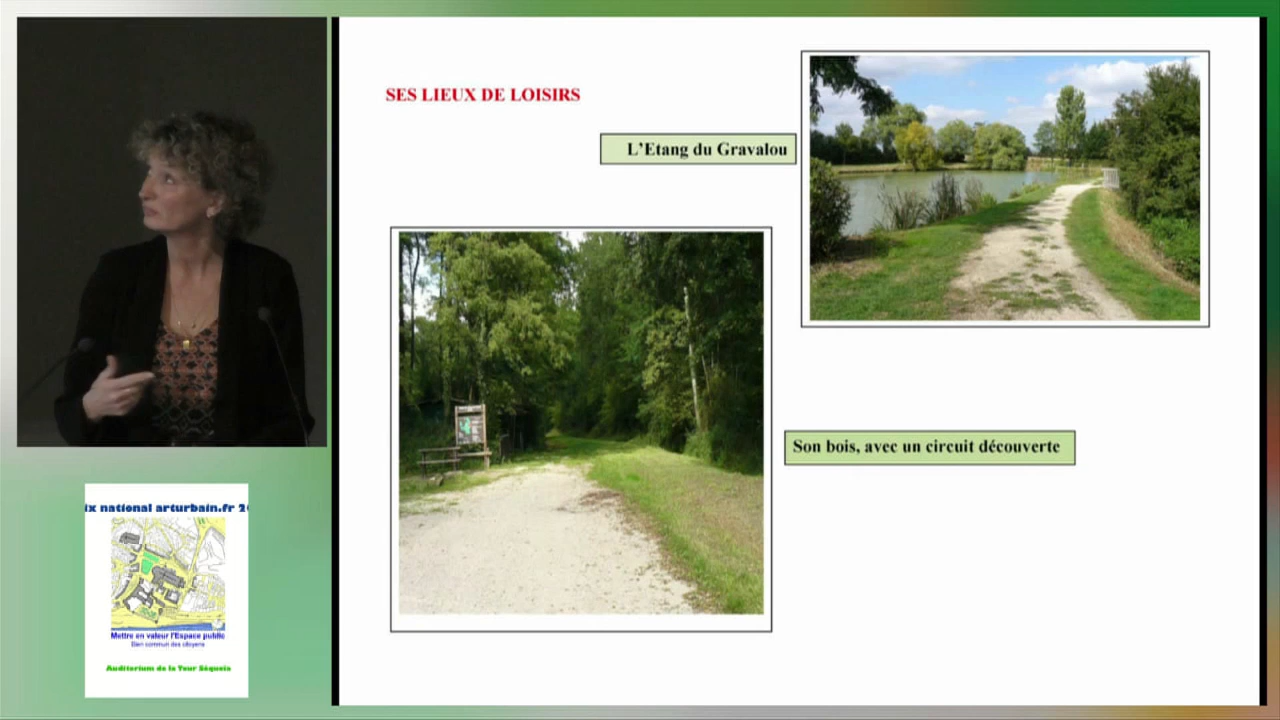 SES LIEUX DE LOISIRS
L'Etang du Gravalou
Son bois, avec un circuit découverte
ix national arturbain.fr 2
Mettre en valeur l'Espace public
Bien commun des citoyens
Auditorium de la Tour Séquoia